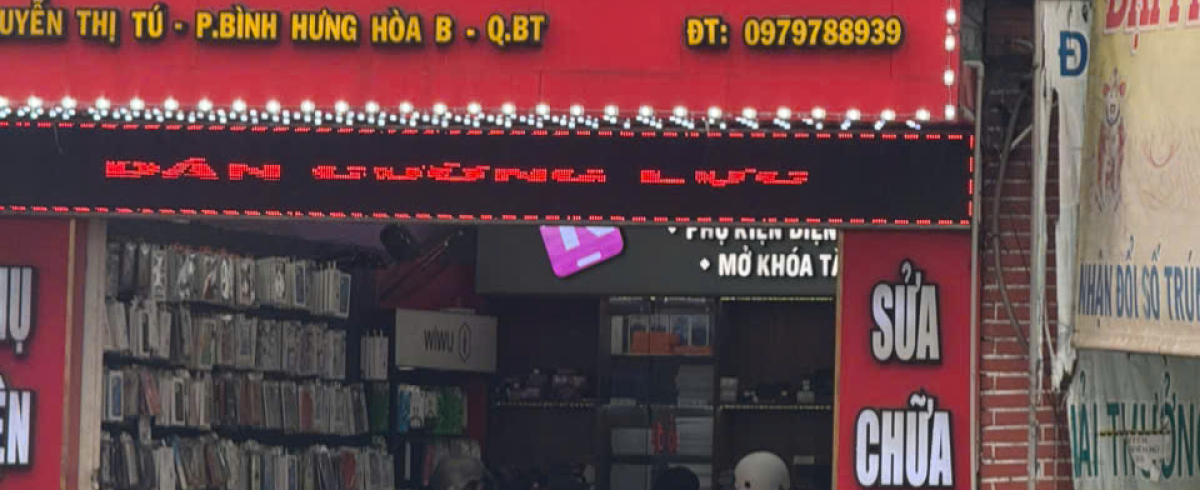 UYỄN THỊ TÚ - P.BÌNH HƯNG HÒA B - Q.BT
ĐT: 0979788939
DÁN CƯỜNG LỰC
• PHỤ KIỆN ĐIỆN
• MỞ KHÓA TÀ
WIWU
SỬA
CHỮA
Đ
NHẬN ĐỔI SỐ TRÚ